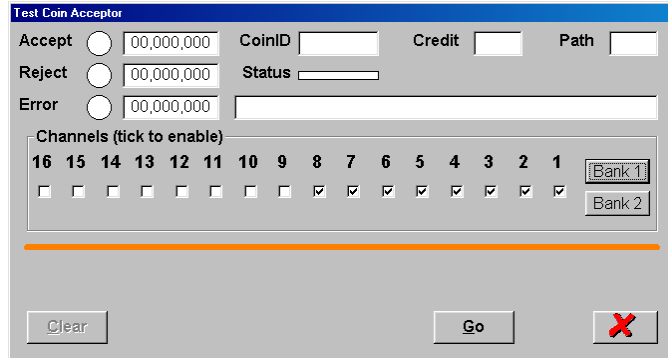 Test Coin Acceptor
Accept 00,000,000 CoinID Credit Path
Reject 00,000,000 Status
Error 00,000,000
Channels (tick to enable)
16 15 14 13 12 11 10 9 8 7 6 5 4 3 2 1
Bank 1
Bank 2
Clear Go